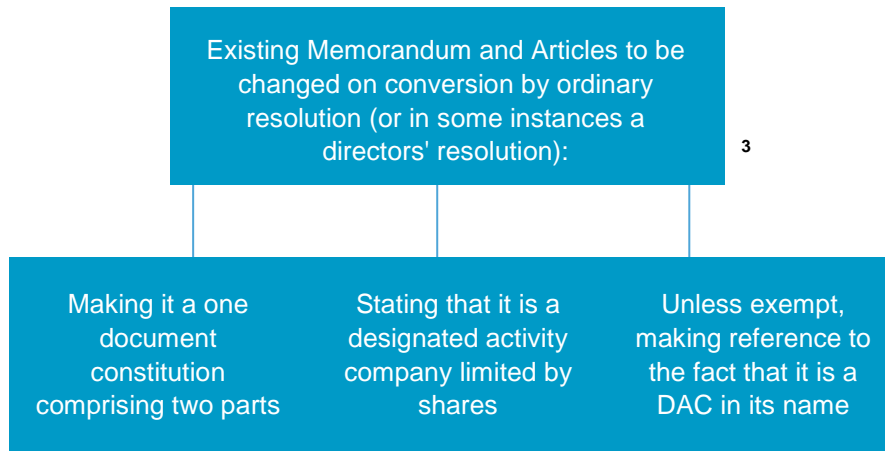 Existing Memorandum and Articles to be
changed on conversion by ordinary
resolution (or in some instances a
directors' resolution):
3
Making it a one
document
constitution
comprising two parts
Stating that it is a
designated activity
company limited by
shares
Unless exempt,
making reference to
the fact that it is a
DAC in its name